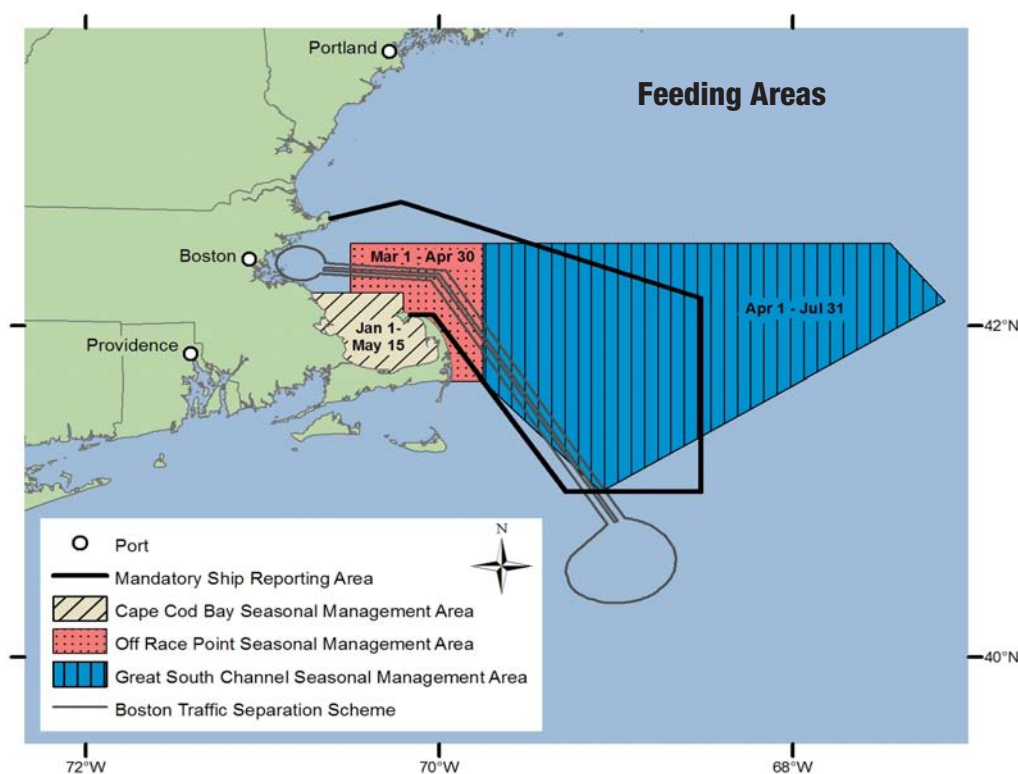 Portland
Feeding Areas
Boston
Mar 1 - Apr 30
Apr 1 - Jul 31
Jan 1-
May 15
42°N
Providence
N
Port
Mandatory Ship Reporting Area
Cape Cod Bay Seasonal Management Area
Off Race Point Seasonal Management Area
Great South Channel Seasonal Management Area
Boston Traffic Separation Scheme
40°N
72°W
70°W
68°W